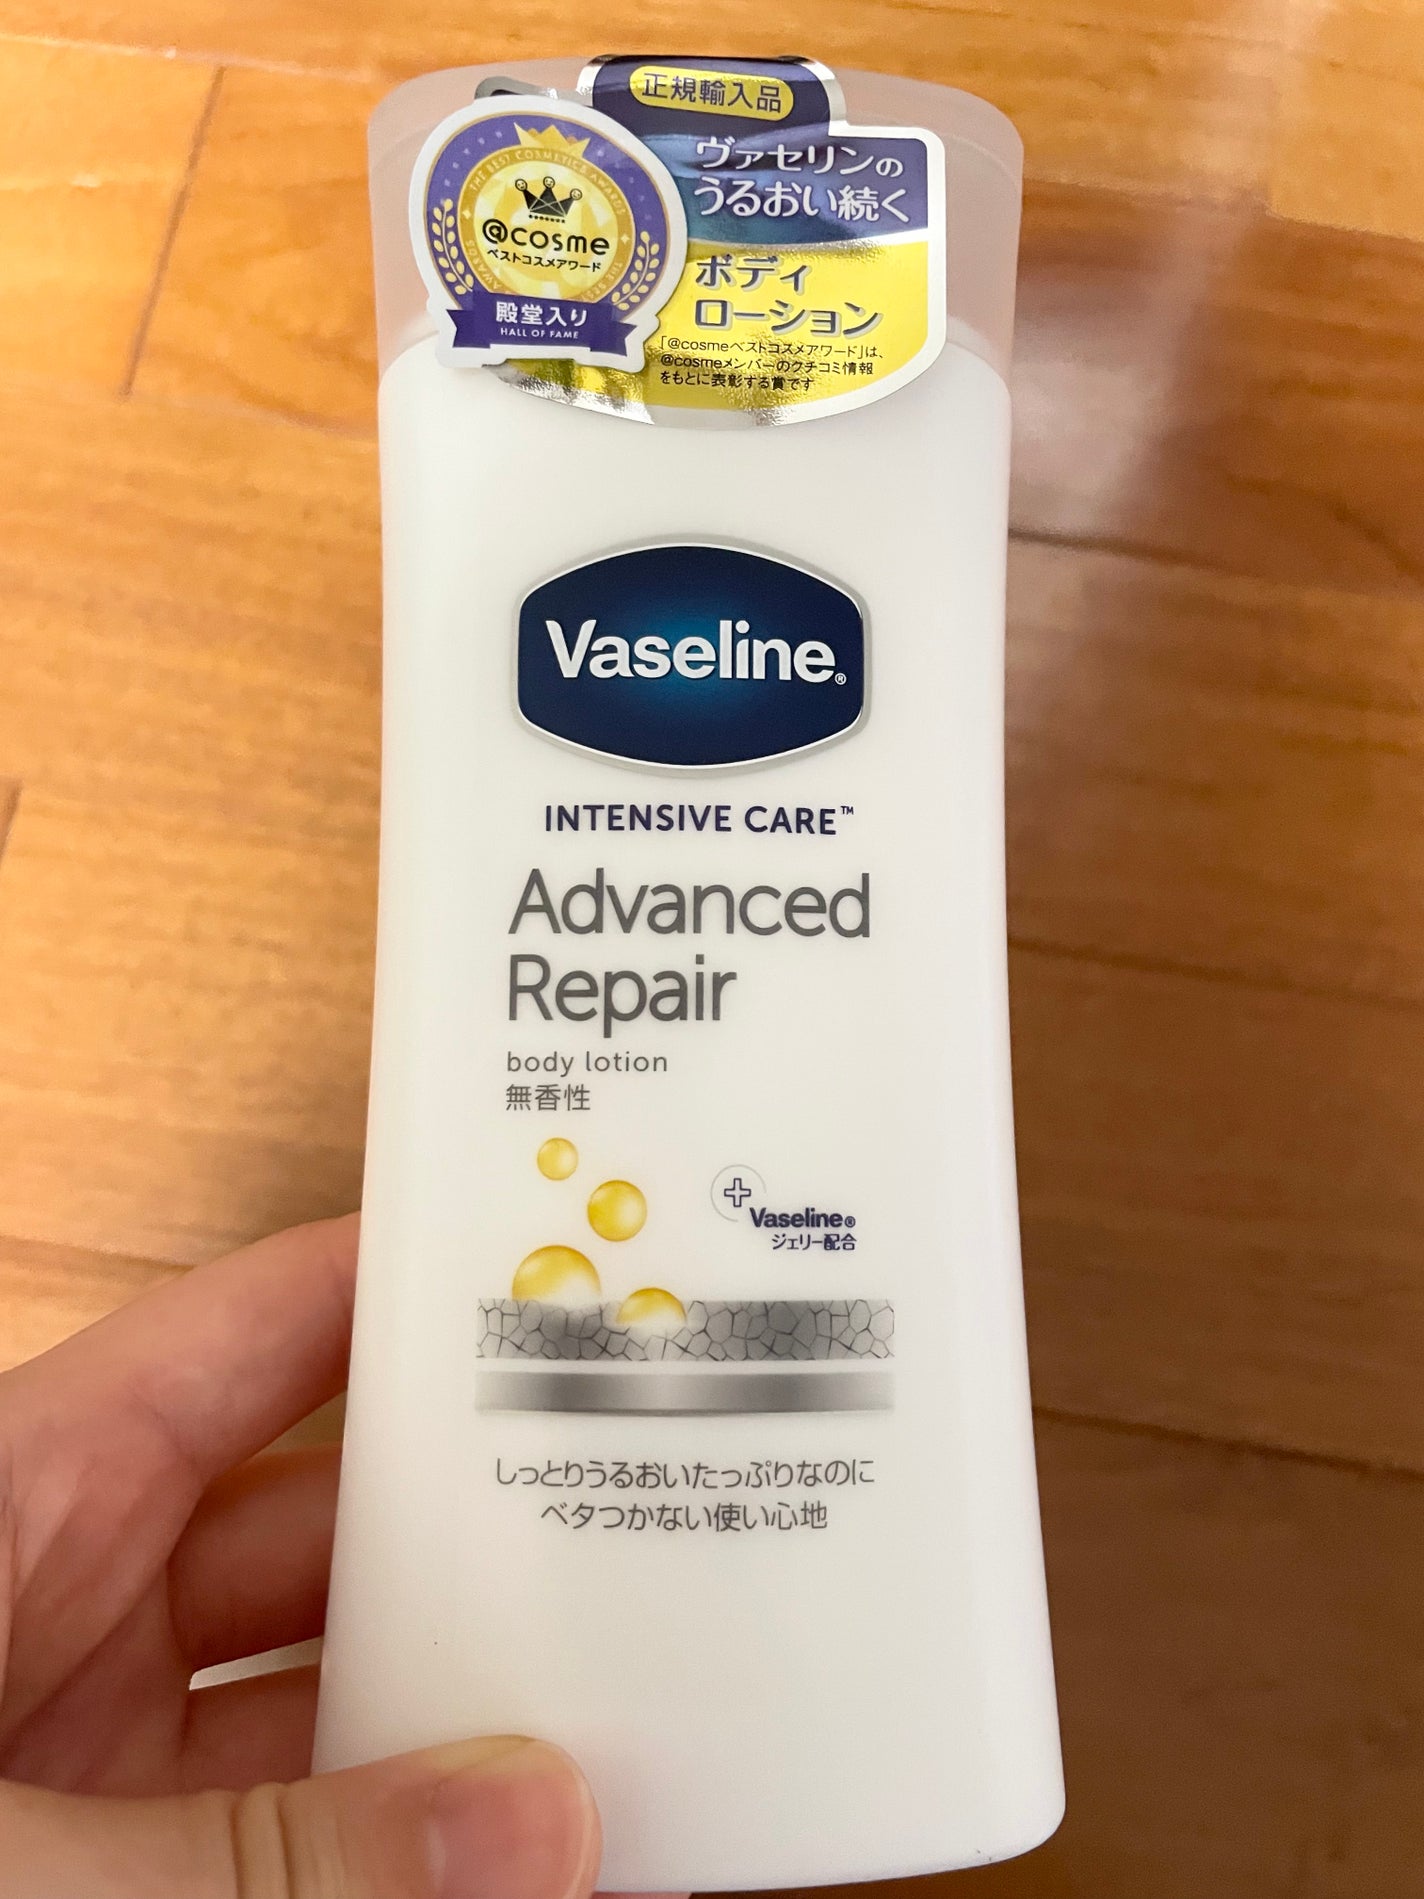 正規輸入品
ヴァセリンの
うるおい続く
ボディ
ローション
「@cosmeベストコスメアワード」は、
@cosmeメンバーのクチコミ情報
をもとに表彰する賞です
THE BEST COSMETICS AWARDS
@cosme
ベストコスメアワード
殿堂入り
HALL OF FAME
Vaseline®
INTENSIVE CARE™
Advanced
Repair
body lotion
無香性
Vaseline®
ジェリー配合
しっとりうるおいたっぷりなのに
ベタつかない使い心地